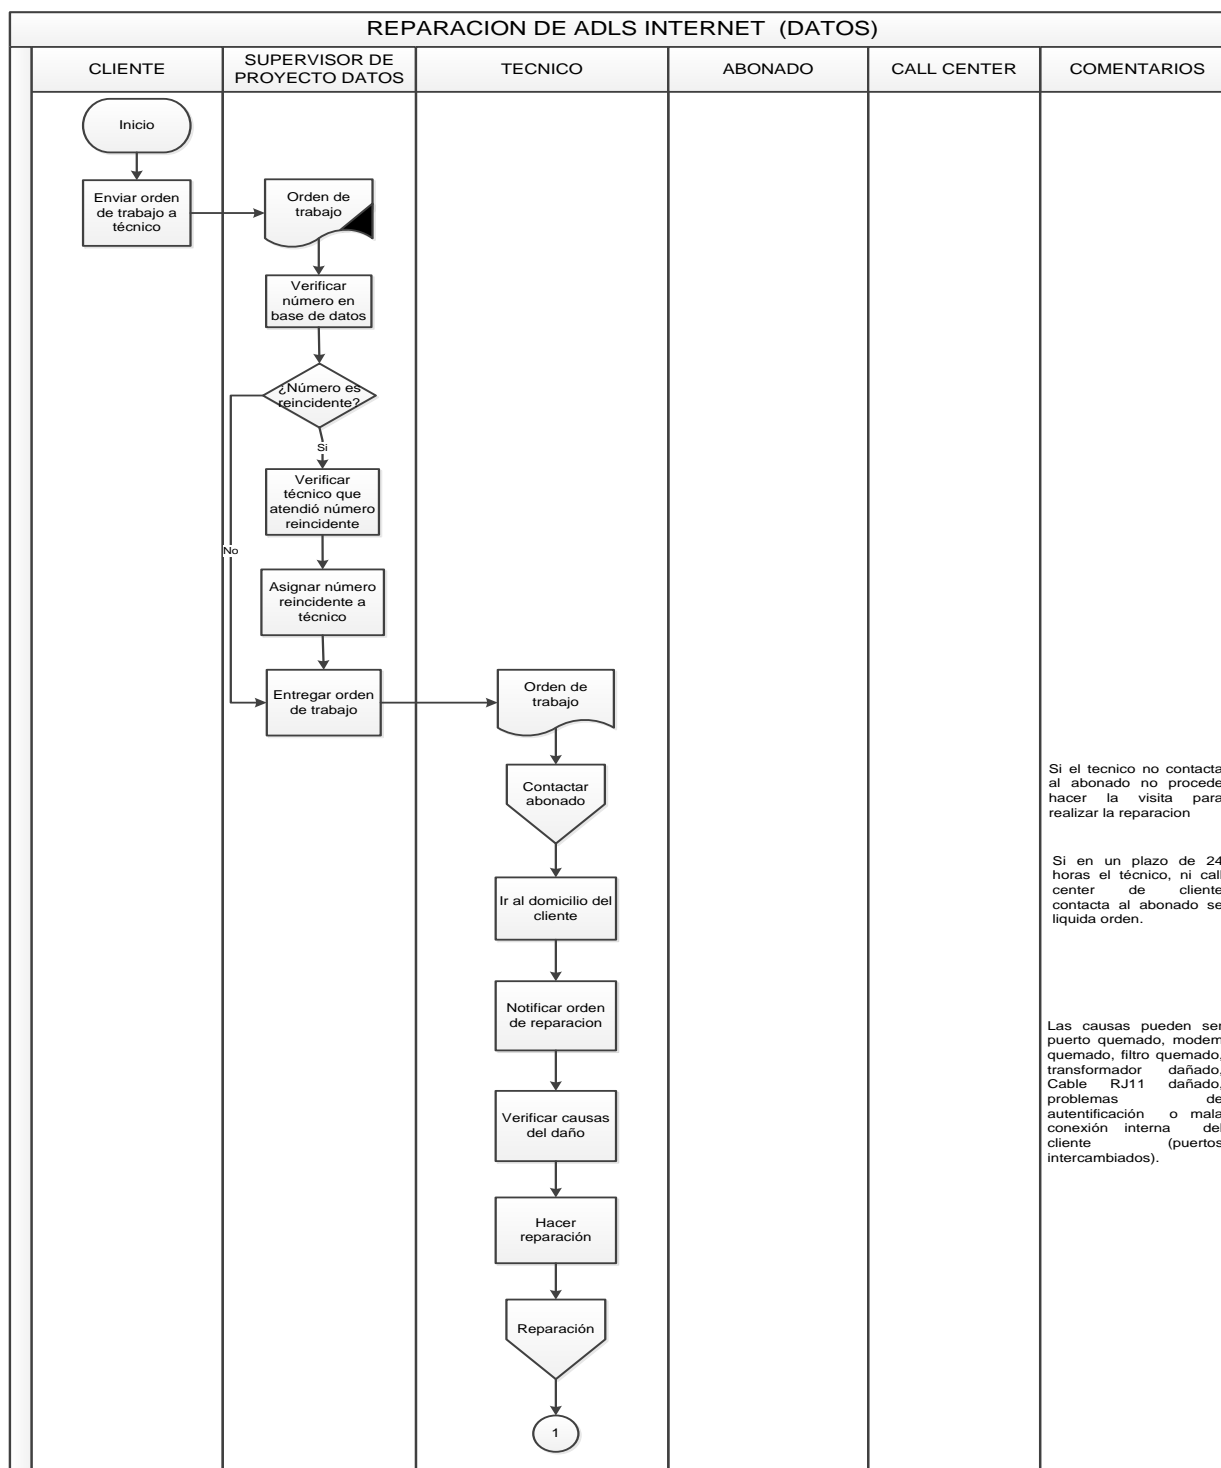 REPARACION DE ADLS INTERNET  (DATOS)
CLIENTE
SUPERVISOR DE
PROYECTO DATOS
TECNICO
ABONADO
CALL CENTER
COMENTARIOS
Inicio
Enviar orden
de trabajo a
técnico
Orden de
trabajo
Verificar
número en
base de datos
¿Número es
reincidente?
Si
Verificar
técnico que
atendió número
reincidente
No
Asignar número
reincidente a
técnico
Entregar orden
de trabajo
Orden de
trabajo
Contactar
abonado
Si el tecnico no contacta
al abonado no procede
hacer la visita para
realizar la reparacion
Si en un plazo de 24
horas el técnico, ni call
center de cliente
contacta al abonado se
liquida orden.
Ir al domicilio del
cliente
Notificar orden
de reparacion
Las causas pueden ser
puerto quemado, modem
quemado, filtro quemado,
transformador dañado,
Cable RJ11 dañado,
problemas de
autentificación o mala
conexión interna del
cliente (puertos
intercambiados).
Verificar causas
del daño
Hacer
reparación
Reparación
1